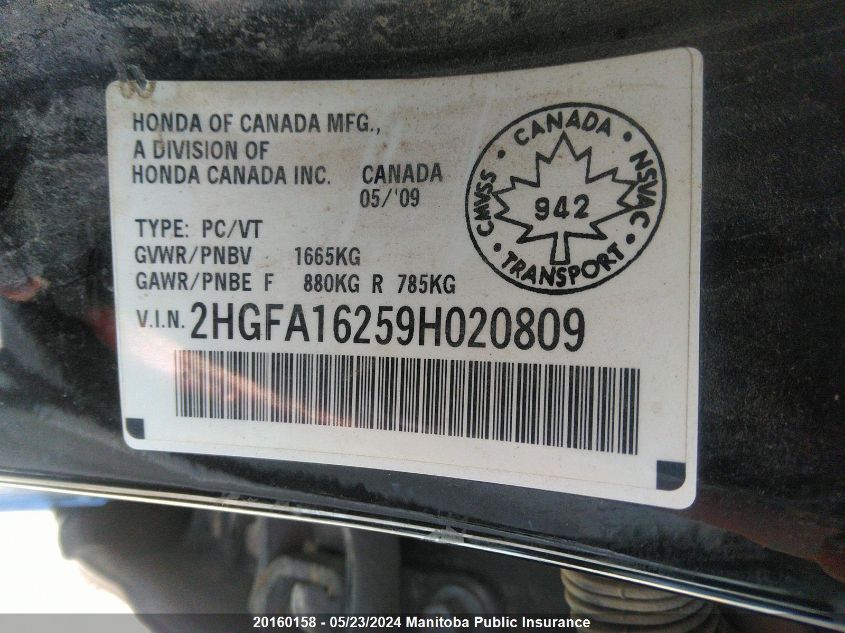 HONDA OF CANADA MFG.,
A DIVISION OF
HONDA CANADA INC. CANADA
05/'09
TYPE: PC/VT
GVWR/PNBV 1665KG
GAWR/PNBE F 880KG R 785KG
V.I.N. 2HGFA16259H020809
CANADA • NSVAC • TRANSPORT • CMVSS •
942
20160158 - 05/23/2024 Manitoba Public Insurance